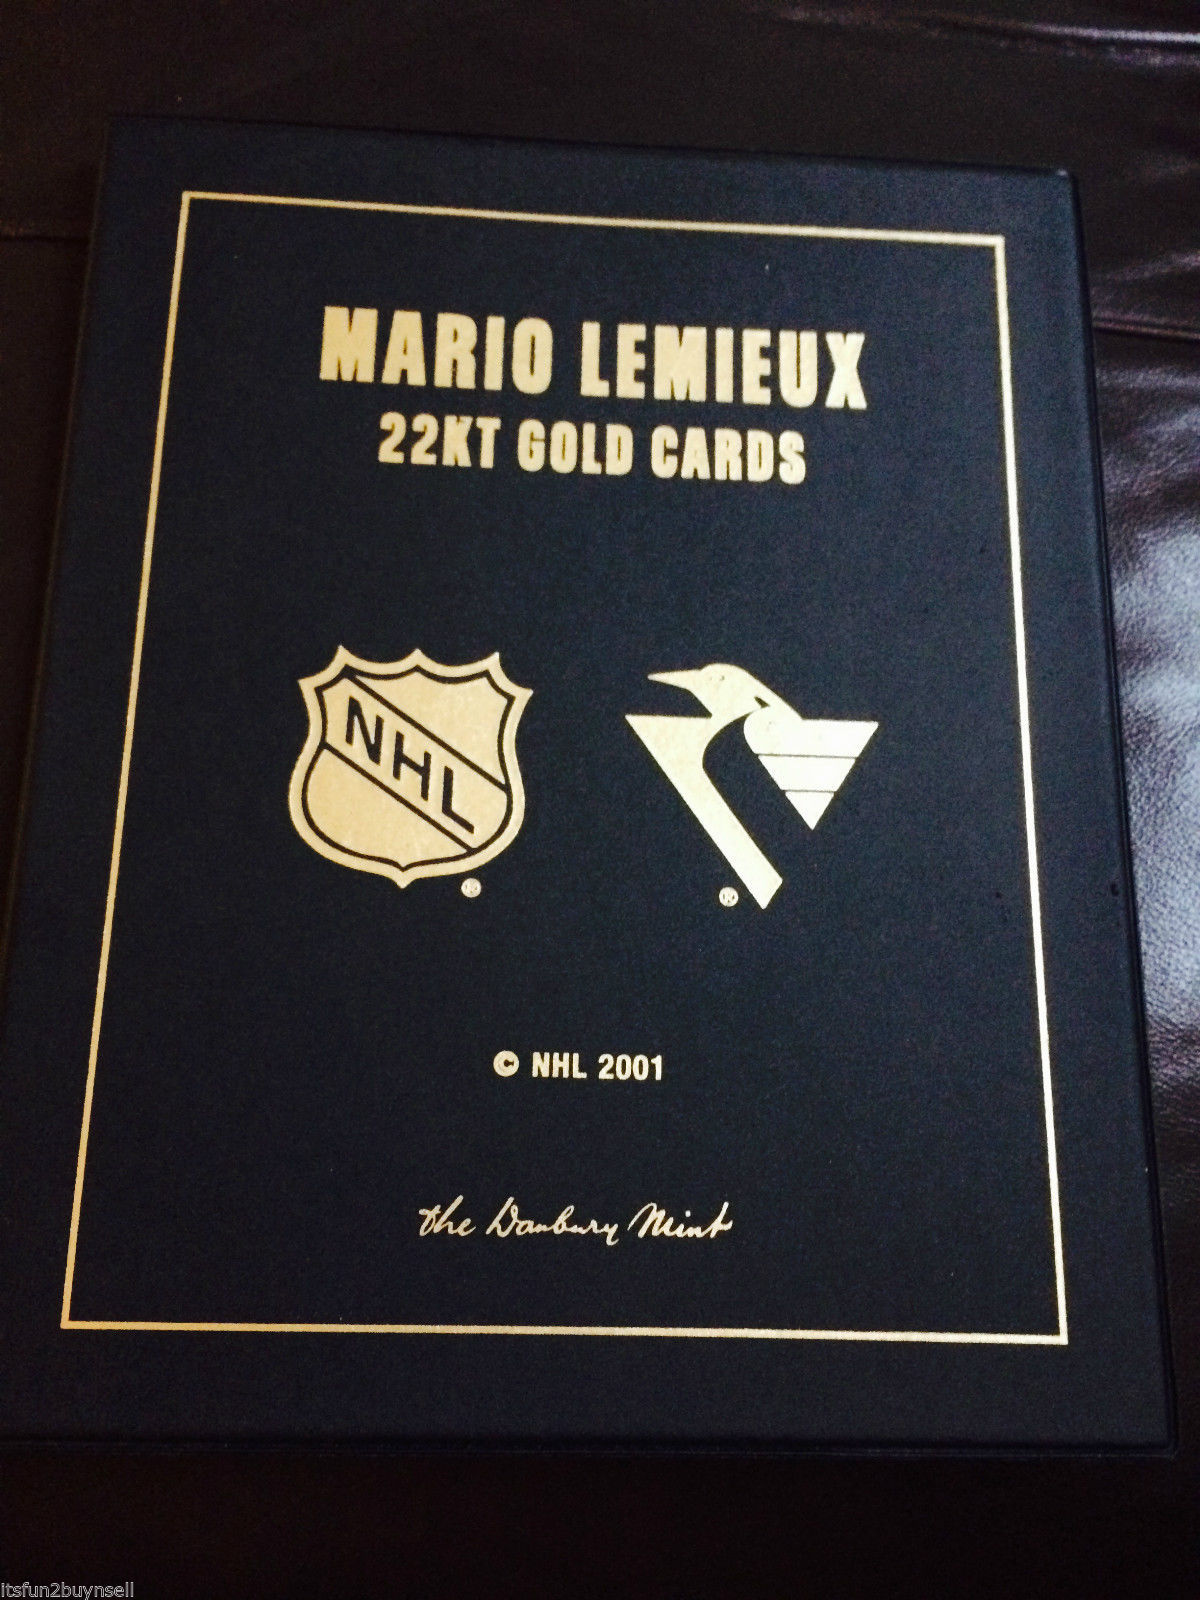 MARIO LEMIEUX
22KT GOLD CARDS
NHL
®
®
© NHL 2001
the Danbury Mint
itsfun2buynsell